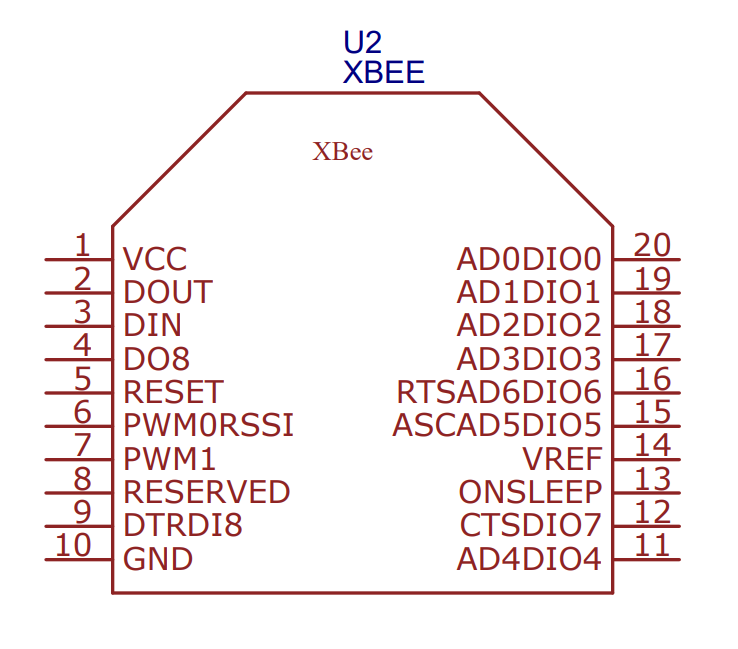 U2
XBEE
XBee
1 VCC AD0DIO0 20
2 DOUT AD1DIO1 19
3 DIN AD2DIO2 18
4 DO8 AD3DIO3 17
5 RESET RTSAD6DIO6 16
6 PWM0RSSI ASCAD5DIO5 15
7 PWM1 VREF 14
8 RESERVED ONSLEEP 13
9 DTRDI8 CTSDIO7 12
10 GND AD4DIO4 11